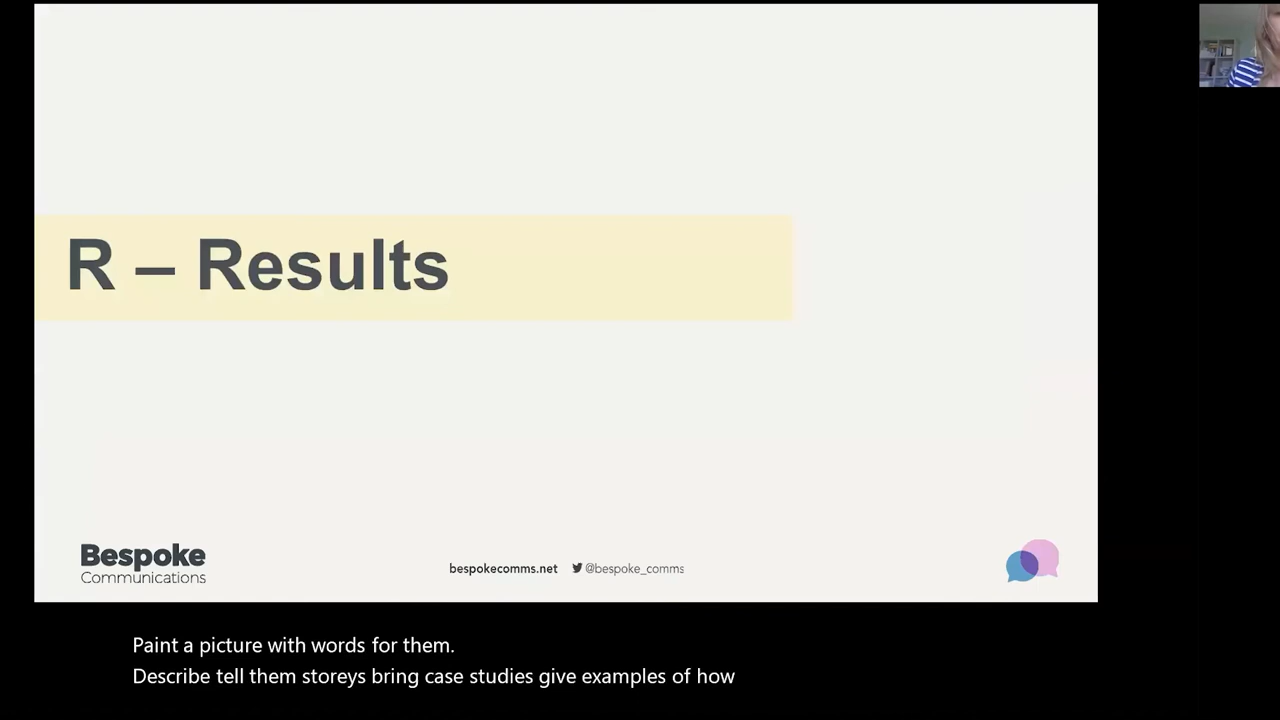 R – Results
Bespoke
Communications
bespokecomms.net @bespoke_comms
Paint a picture with words for them.
Describe tell them storeys bring case studies give examples of how